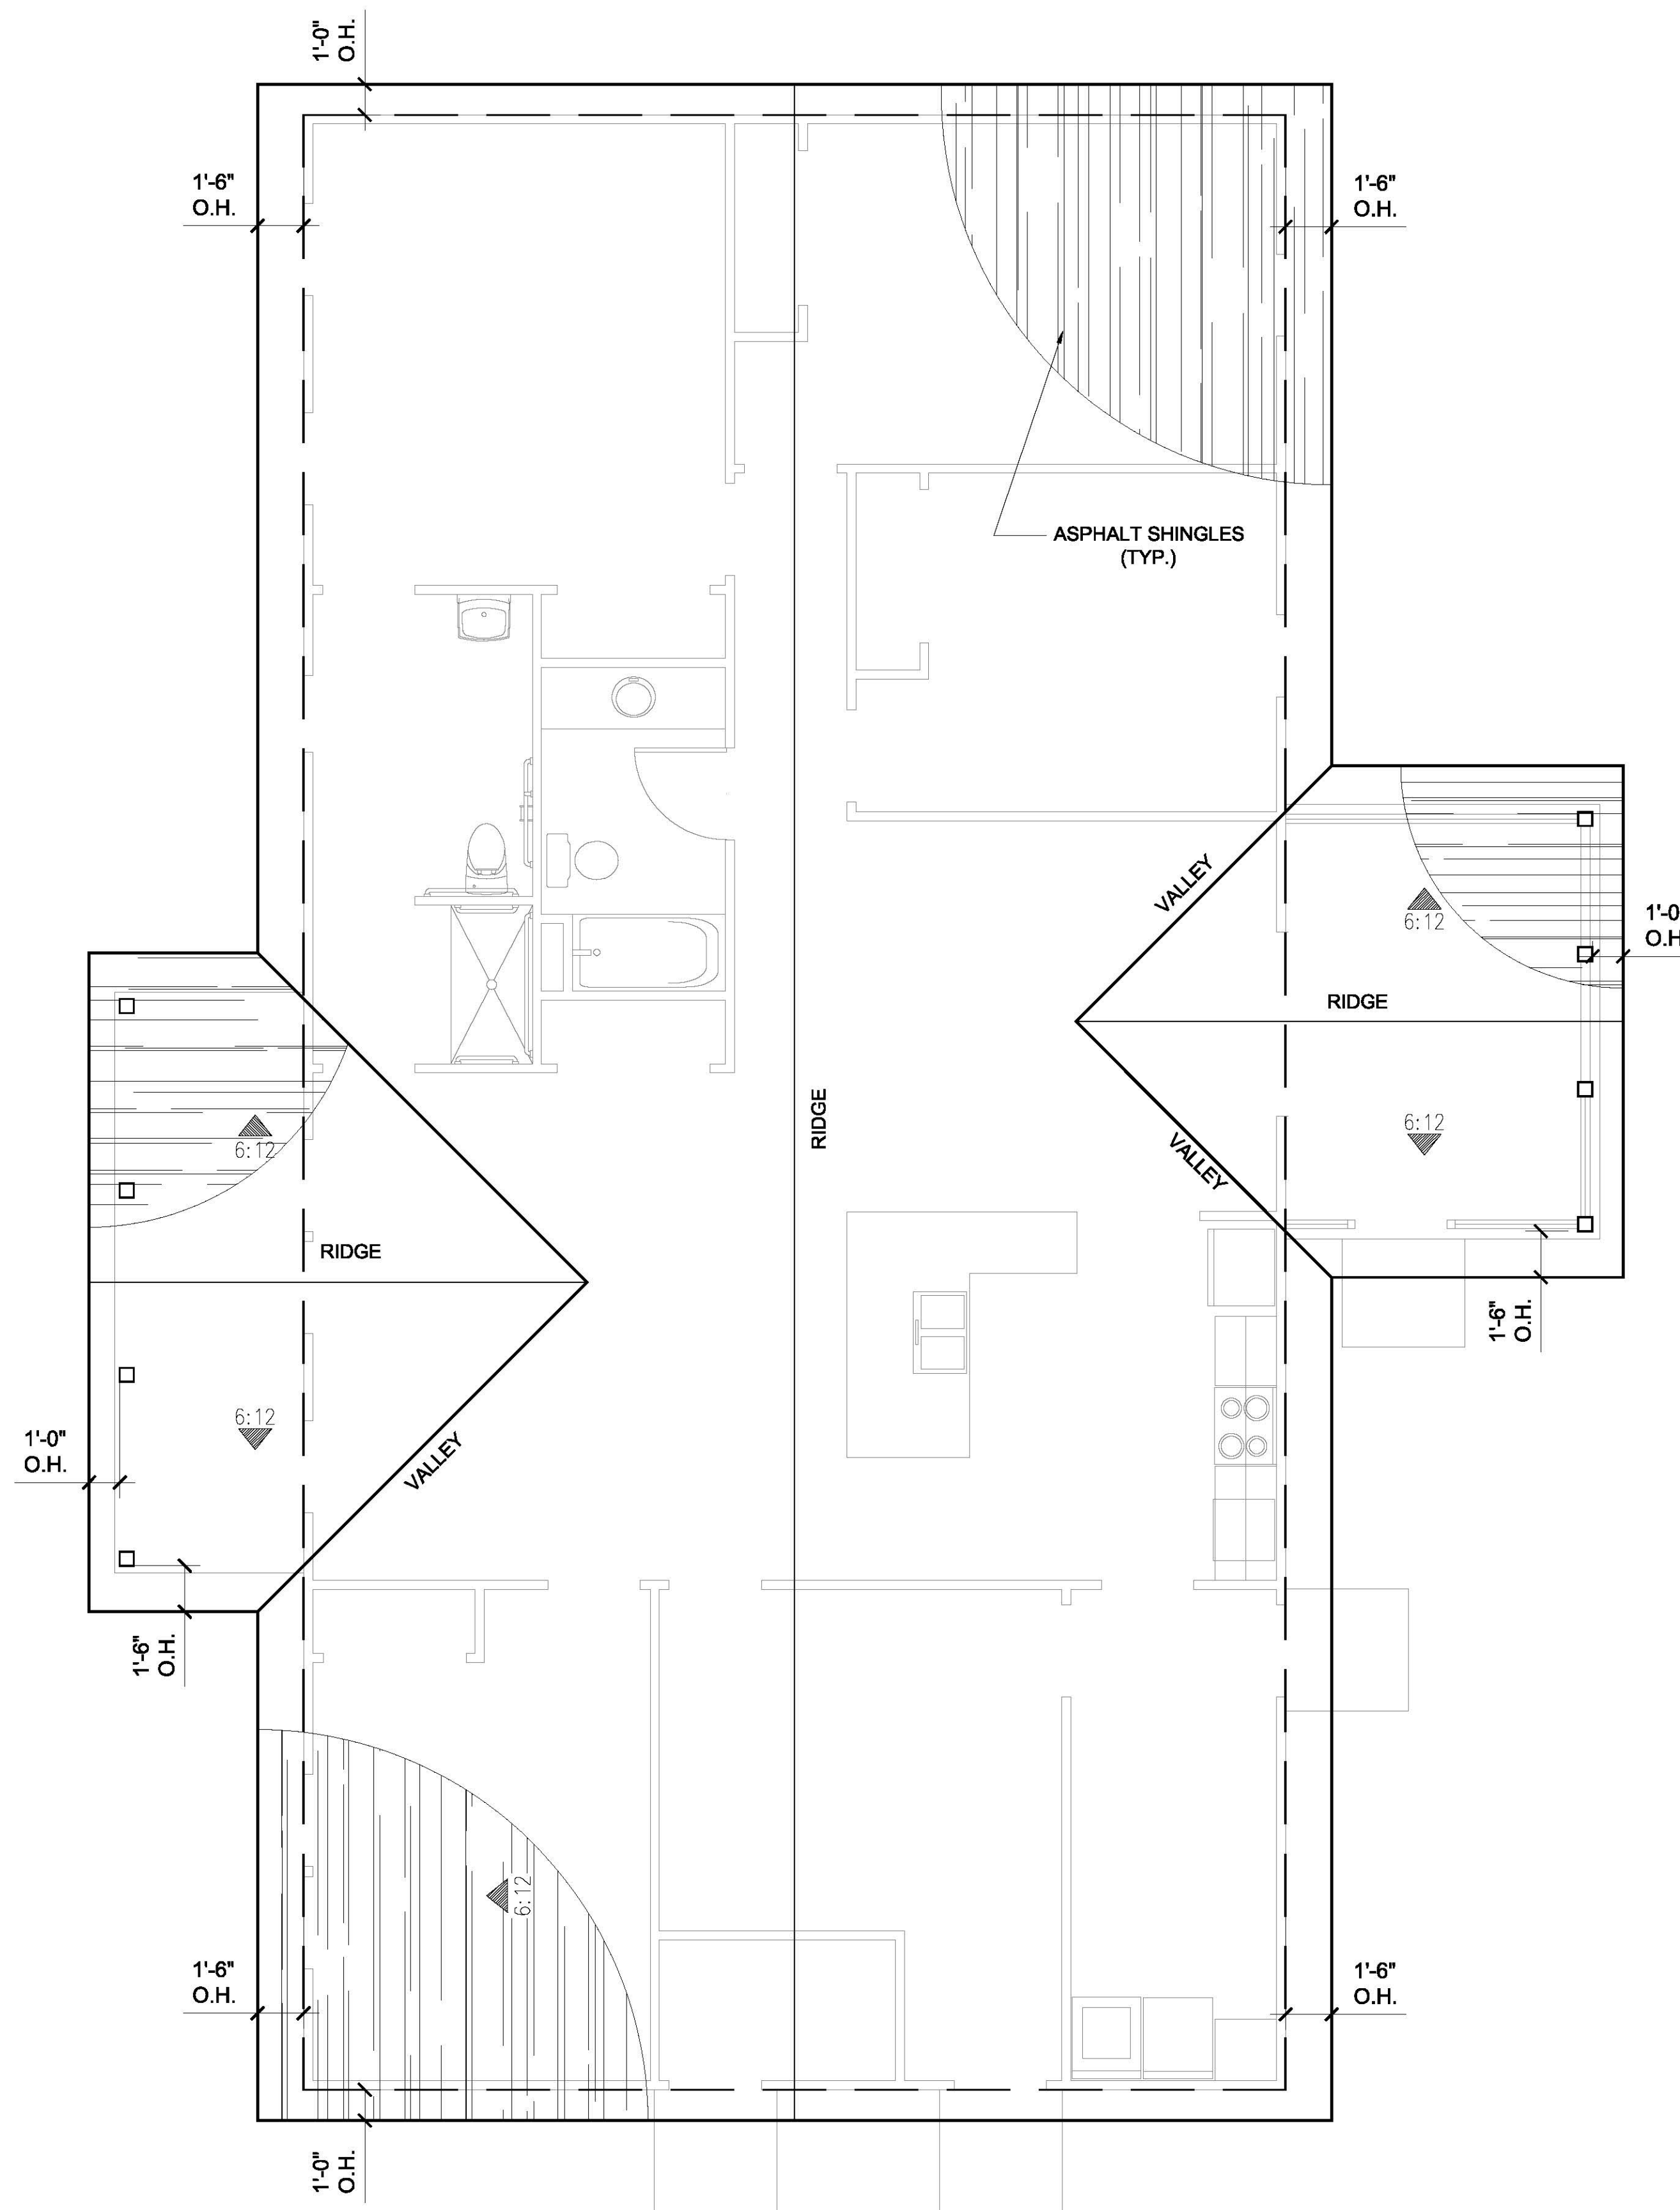 1'-0"
O.H.
1'-6"
O.H.
1'-6"
O.H.
ASPHALT SHINGLES
(TYP.)
VALLEY
6:12
1'-0
O.H
RIDGE
RIDGE
6:12
VALLEY
6:12
RIDGE
1'-6"
O.H.
6:12
1'-0"
O.H.
VALLEY
1'-6"
O.H.
6:12
1'-6"
O.H.
1'-6"
O.H.
1'-0"
O.H.